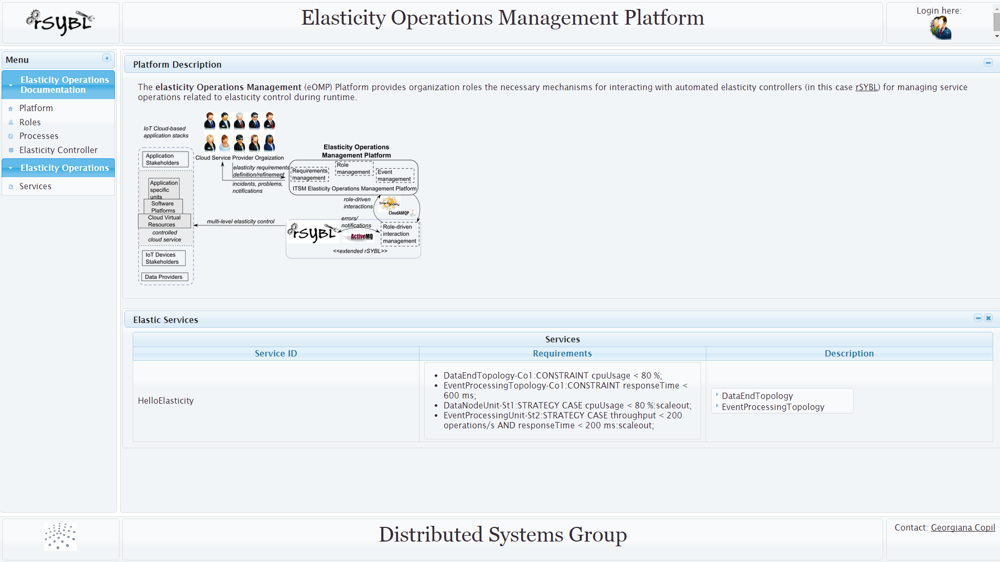 rSYBL
Elasticity Operations Management Platform
Login here:
Menu
Elasticity Operations
Documentation
Platform
Roles
Processes
Elasticity Controller
Elasticity Operations
Services
Platform Description
The elasticity Operations Management (eOMP) Platform provides organization roles the necessary mechanisms for interacting with automated elasticity controllers (in this case rSYBL) for managing service
operations related to elasticity control during runtime.
IoT Cloud-based
application stacks
Application
Stakeholders
Application
specific
units
Software
Platforms
Cloud Virtual
Resources
controlled
cloud service
IoT Devices
Stakeholders
Data Providers
Cloud Service Provider Orgaization
elasticity requirements
definition/refinement
incidents, problems,
notifications
Elasticity Operations
Management Platform
Requirements
management
Role
management
Event
management
ITSM Elasticity Operations Management Platform
role-driven
interactions
SmartSociety
CloudAMQP
multi-level elasticity control
errors/
notifications
rSYBL
ActiveMQ
Role-driven
interaction
management
<<extended rSYBL>>
Elastic Services
Services
Service ID
Requirements
Description
HelloElasticity
• DataEndTopology-Co1:CONSTRAINT cpuUsage < 80 %;
• EventProcessingTopology-Co1:CONSTRAINT responseTime <
600 ms;
• DataNodeUnit-St1:STRATEGY CASE cpuUsage < 80 %:scaleout;
• EventProcessingUnit-St2:STRATEGY CASE throughput < 200
operations/s AND responseTime < 200 ms:scaleout;
DataEndTopology
EventProcessingTopology
Distributed Systems Group
Contact: Georgiana Copil